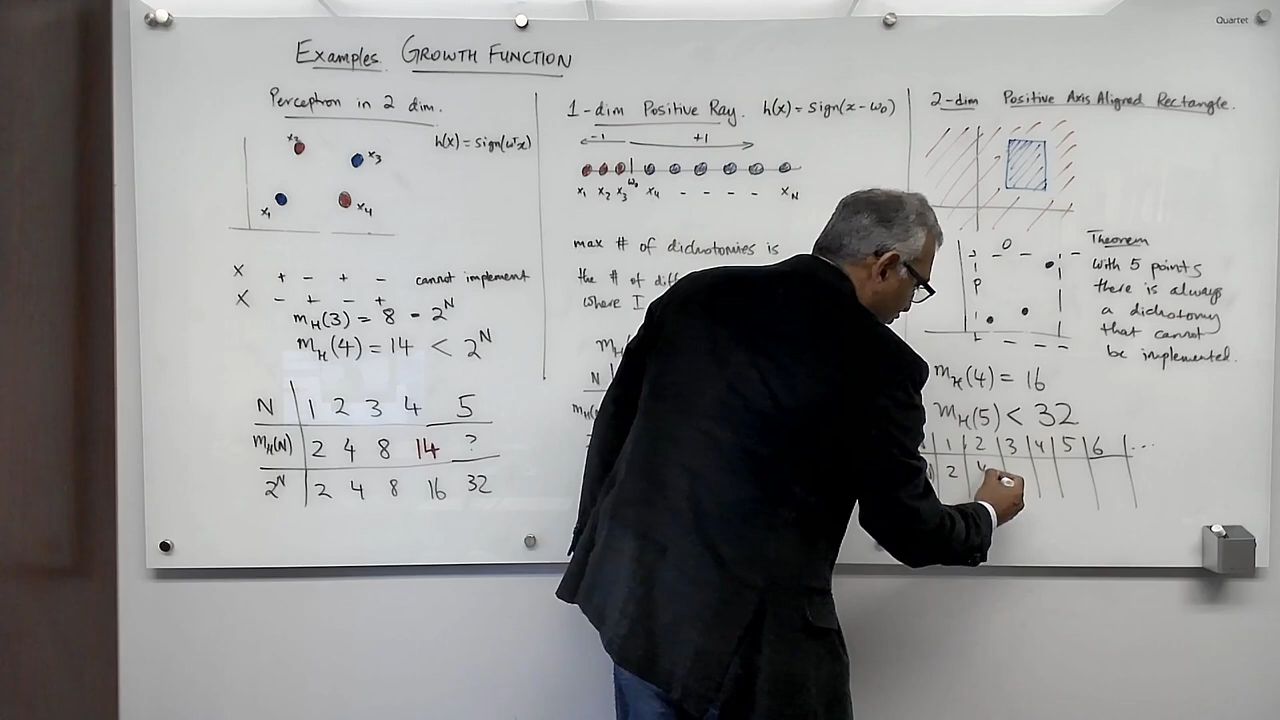 Quartet
Examples. GROWTH FUNCTION
Perceptron in 2 dim.
h(x) = sign(wᵀx)
x₂
x₃
x₁
x₄
X + - + - cannot implement
X - + - +
m_H(3) = 8 = 2^N
m_H(4) = 14 < 2^N
N 1 2 3 4 5
m_H(N) 2 4 8 14 ?
2^N 2 4 8 16 32
1-dim Positive Ray. h(x) = sign(x - w₀)
-1 +1
w₀
x₁ x₂ x₃ x₄ - - - - x_N
max # of dichotomies is
the # of
where I
N
2-dim Positive Axis Aligned Rectangle.
Theorem
With 5 points
there is always
a dichotomy
that cannot
be implemented.
m_H(4) = 16
m_H(5) < 32
1 2 3 4 5 6 ...
2 4